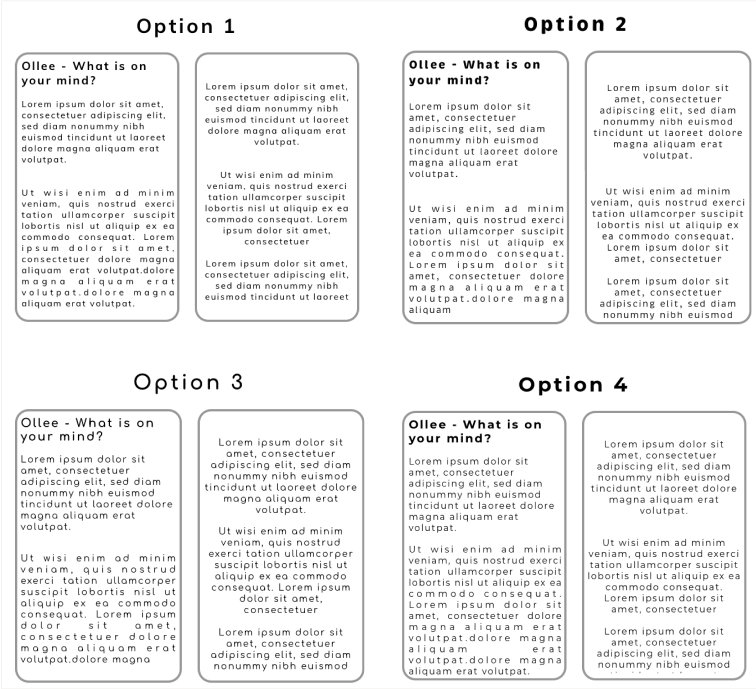 Option 1
Ollee - What is on
your mind?
Lorem ipsum dolor sit amet,
consectetuer adipiscing elit,
sed diam nonummy nibh
euismod tincidunt ut laoreet
dolore magna aliquam erat
volutpat.
Ut wisi enim ad minim
veniam, quis nostrud exerci
tation ullamcorper suscipit
lobortis nisl ut aliquip ex ea
commodo consequat. Lorem
ipsum dolor sit amet,
consectetuer dolore magna
aliquam erat volutpat.dolore
magna aliquam erat
volutpat.dolore magna
aliquam erat volutpat.
Lorem ipsum dolor sit amet,
consectetuer adipiscing elit,
sed diam nonummy nibh
euismod tincidunt ut laoreet
dolore magna aliquam erat
volutpat.
Ut wisi enim ad minim
veniam, quis nostrud exerci
tation ullamcorper suscipit
lobortis nisl ut aliquip ex ea
commodo consequat. Lorem
ipsum dolor sit amet,
consectetuer
Lorem ipsum dolor sit amet,
consectetuer adipiscing elit,
sed diam nonummy nibh
euismod tincidunt ut laoreet
Option 2
Ollee - What is on
your mind?
Lorem ipsum dolor sit
amet, consectetuer
adipiscing elit, sed diam
nonummy nibh euismod
tincidunt ut laoreet dolore
magna aliquam erat
volutpat.
Ut wisi enim ad minim
veniam, quis nostrud exerci
tation ullamcorper suscipit
lobortis nisl ut aliquip ex
ea commodo consequat.
Lorem ipsum dolor sit
amet, consectetuer dolore
magna aliquam erat
volutpat.dolore magna
aliquam
Lorem ipsum dolor sit
amet, consectetuer
adipiscing elit, sed diam
nonummy nibh euismod
tincidunt ut laoreet dolore
magna aliquam erat
volutpat.
Ut wisi enim ad minim
veniam, quis nostrud exerci
tation ullamcorper suscipit
lobortis nisl ut aliquip ex ea
commodo consequat.
Lorem ipsum dolor sit
amet, consectetuer
Lorem ipsum dolor sit
amet, consectetuer
adipiscing elit, sed diam
nonummy nibh euismod
Option 3
Ollee - What is on
your mind?
Lorem ipsum dolor sit
amet, consectetuer
adipiscing elit, sed diam
nonummy nibh euismod
tincidunt ut laoreet dolore
magna aliquam erat
volutpat.
Ut wisi enim ad minim
veniam, quis nostrud
exerci tation ullamcorper
suscipit lobortis nisl ut
aliquip ex ea commodo
consequat. Lorem ipsum
dolor sit amet,
consectetuer dolore
magna aliquam erat
volutpat.dolore magna
Lorem ipsum dolor sit
amet, consectetuer
adipiscing elit, sed diam
nonummy nibh euismod
tincidunt ut laoreet dolore
magna aliquam erat
volutpat.
Ut wisi enim ad minim
veniam, quis nostrud
exerci tation ullamcorper
suscipit lobortis nisl ut
aliquip ex ea commodo
consequat. Lorem ipsum
dolor sit amet,
consectetuer
Lorem ipsum dolor sit
amet, consectetuer
adipiscing elit, sed diam
nonummy nibh euismod
Option 4
Ollee - What is on
your mind?
Lorem ipsum dolor sit
amet, consectetuer
adipiscing elit, sed diam
nonummy nibh euismod
tincidunt ut laoreet dolore
magna aliquam erat
volutpat.
Ut wisi enim ad minim
veniam, quis nostrud exerci
tation ullamcorper suscipit
lobortis nisl ut aliquip ex ea
commodo consequat.
Lorem ipsum dolor sit
amet, consectetuer dolore
magna aliquam erat
volutpat.dolore magna
aliquam erat
volutpat.dolore magna
aliquam erat volutpat.
Lorem ipsum dolor sit
amet, consectetuer
adipiscing elit, sed diam
nonummy nibh euismod
tincidunt ut laoreet dolore
magna aliquam erat
volutpat.
Ut wisi enim ad minim
veniam, quis nostrud exerci
tation ullamcorper suscipit
lobortis nisl ut aliquip ex ea
commodo consequat.
Lorem ipsum dolor sit
amet, consectetuer
Lorem ipsum dolor sit
amet, consectetuer
adipiscing elit, sed diam
nonummy nibh euismod